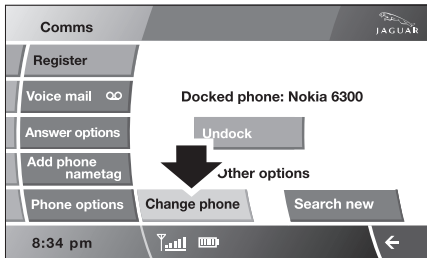 Comms
JAGUAR
Register
Voice mail
Docked phone: Nokia 6300
Answer options
Undock
Add phone
nametag
Other options
Phone options
Change phone
Search new
8:34 pm